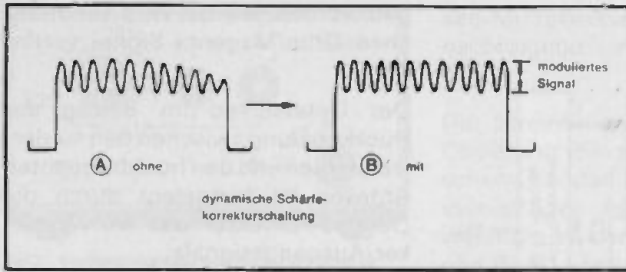 moduliertes
Signal
A ohne
B mit
dynamische Schärfe-
korrekturschaltung